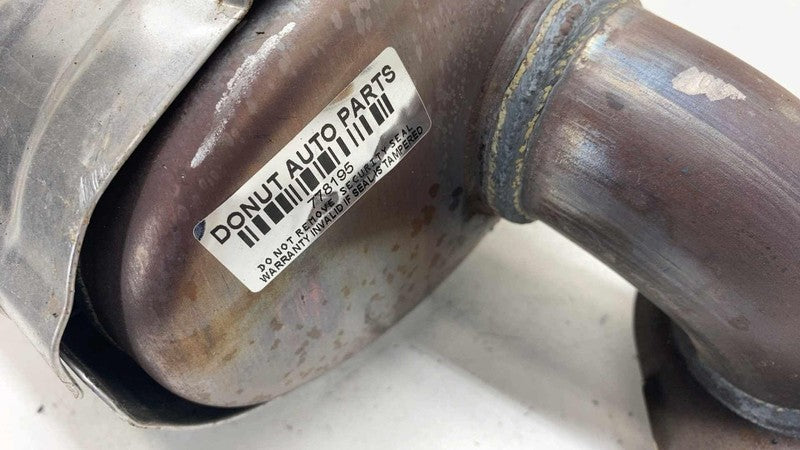 DONUT AUTO PARTS
778195
DO NOT REMOVE SECURITY SEAL
WARRANTY INVALID IF SEAL IS TAMPERED